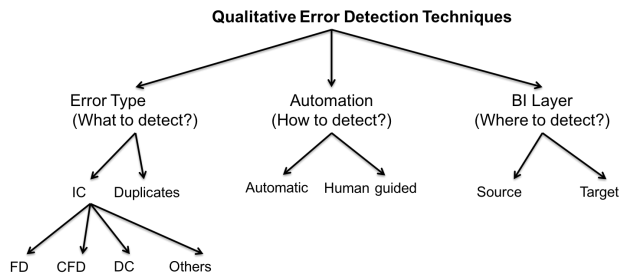 Qualitative Error Detection Techniques
Error Type
(What to detect?)
Automation
(How to detect?)
BI Layer
(Where to detect?)
IC
Duplicates
Automatic
Human guided
Source
Target
FD
CFD
DC
Others